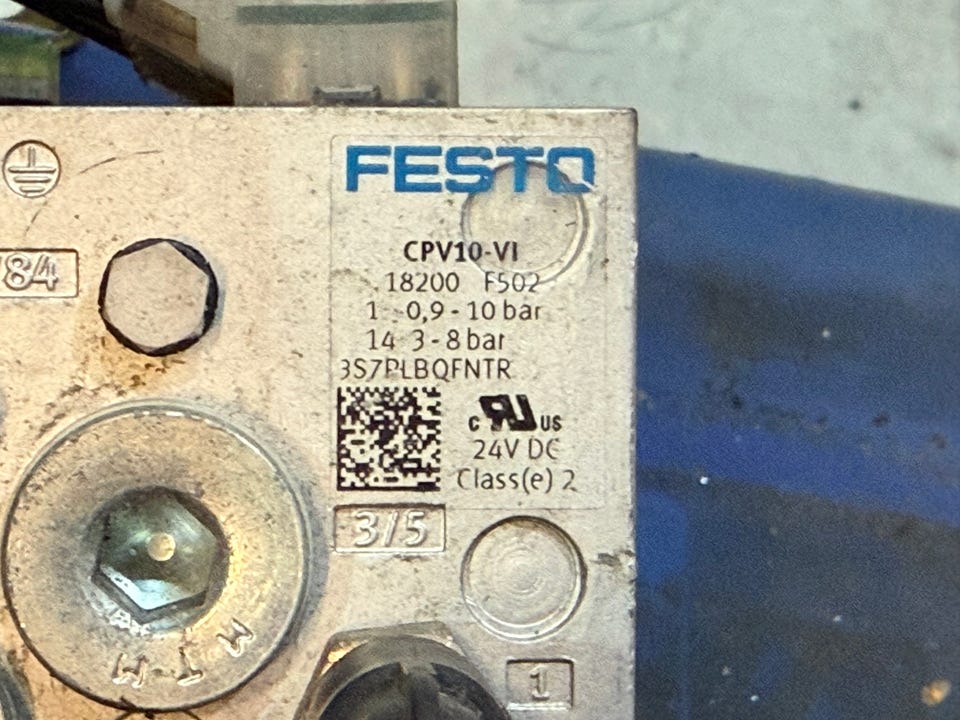 FESTO
CPV10-VI
18200 F502
1 0,9 - 10 bar
14 3 - 8 bar
3S7PLBQFNTR
c RU US
24V DC
Class(e) 2
84
3/5
M-T-M
1